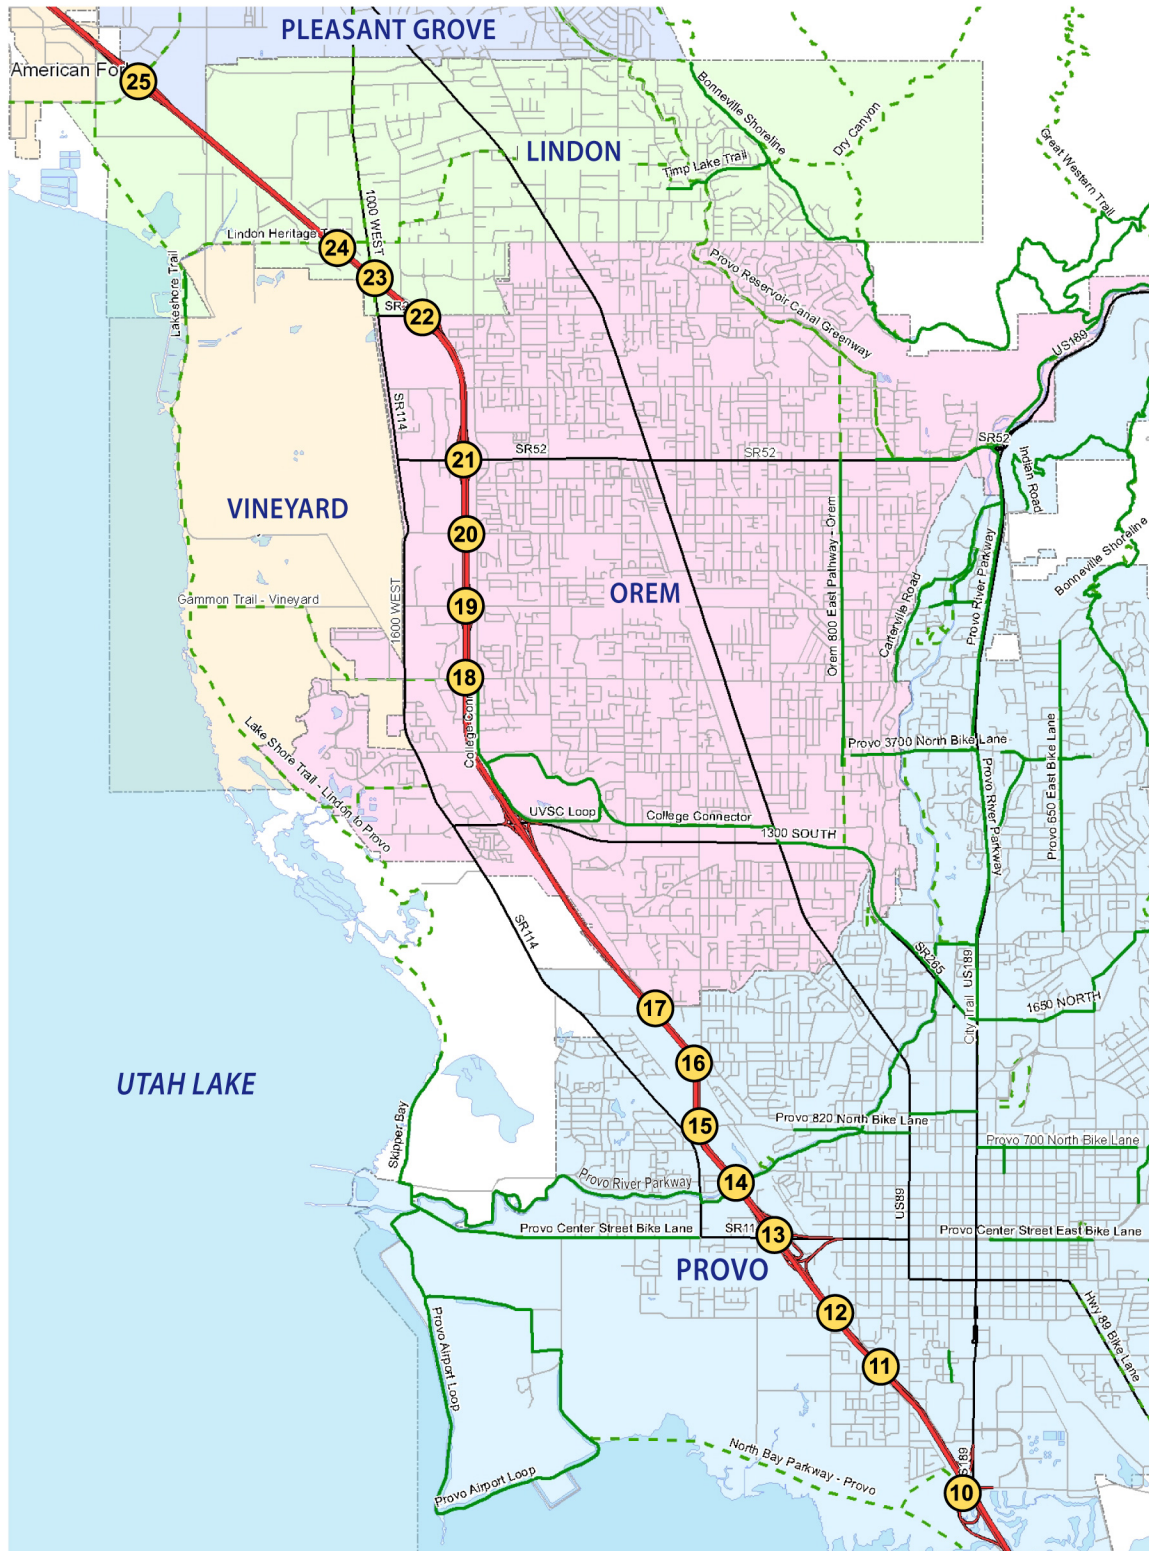 PLEASANT GROVE
American For
25
Bonneville Shoreline
Dry Canyon
Great Western Trail
LINDON
Timp Lake Trail
1000 WEST
Lindon Heritage
24
23
Lakeshore Trail
Provo Reservoir Canal Greenway
22
US189
SR114
SR52
SR52
SR52
21
Indian Road
VINEYARD
20
Orem 800 East Pathway - Orem
Bonneville Shoreline
Provo River Parkway
OREM
Gammon Trail - Vineyard
19
1600 WEST
Carterville Road
18
College Conn
Lake Shore Trail - Lindon to Provo
Provo 3700 North Bike Lane
Provo 650 East Bike Lane
Provo River Parkway
UVSC Loop
College Connector
1300 SOUTH
SR114
SR265
US189
17
City Trail
1650 NORTH
16
UTAH LAKE
15
Provo 820 North Bike Lane
Skipper Bay
Provo 700 North Bike Lane
Provo River Parkway
14
US89
Provo Center Street Bike Lane
SR11
13
Provo Center Street East Bike Lane
PROVO
12
Hwy 89 Bike Lane
Provo Airport Loop
11
North Bay Parkway - Provo
S189
Provo Airport Loop
10